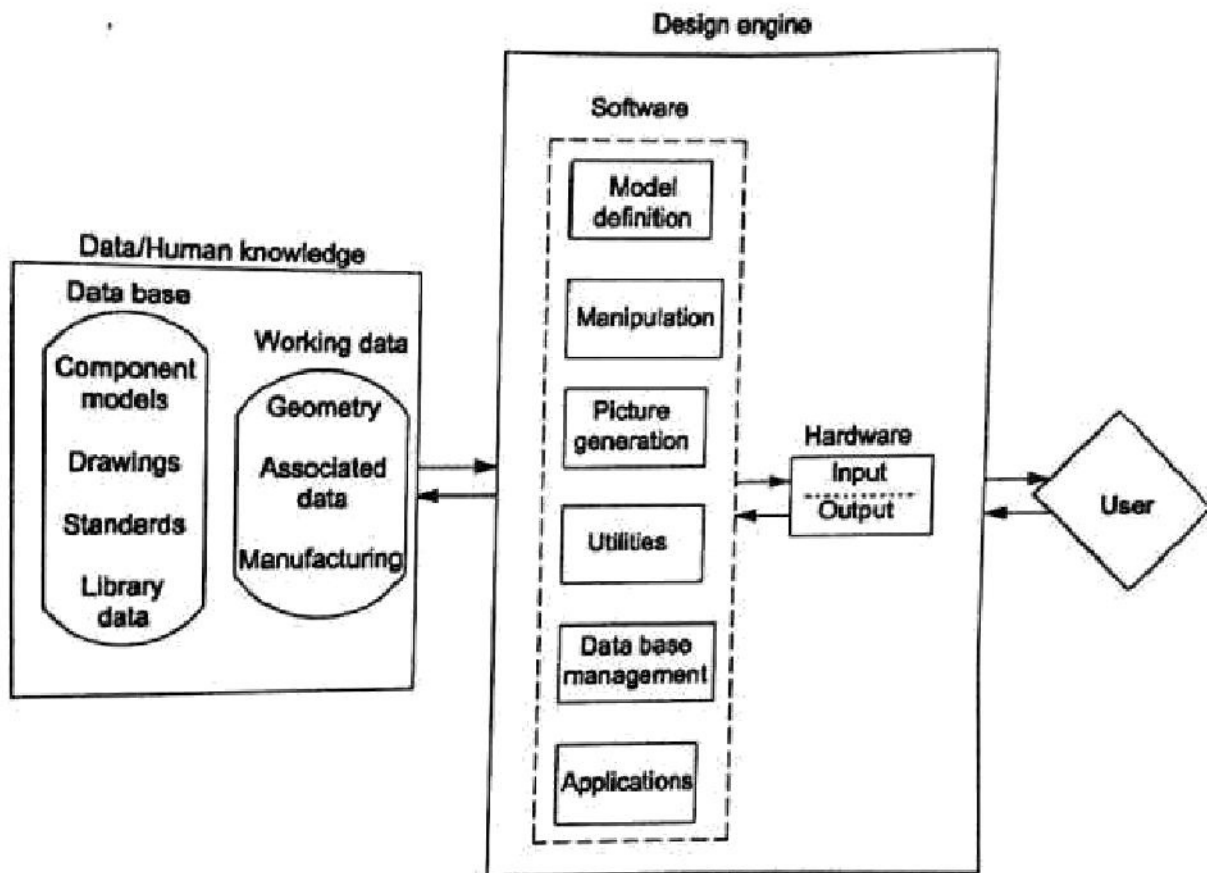 Design engine
Software
Model
definition
Manipulation
Picture
generation
Utilities
Data base
management
Applications
Data/Human knowledge
Data base
Component
models
Drawings
Standards
Library
data
Working data
Geometry
Associated
data
Manufacturing
Hardware
Input
Output
User